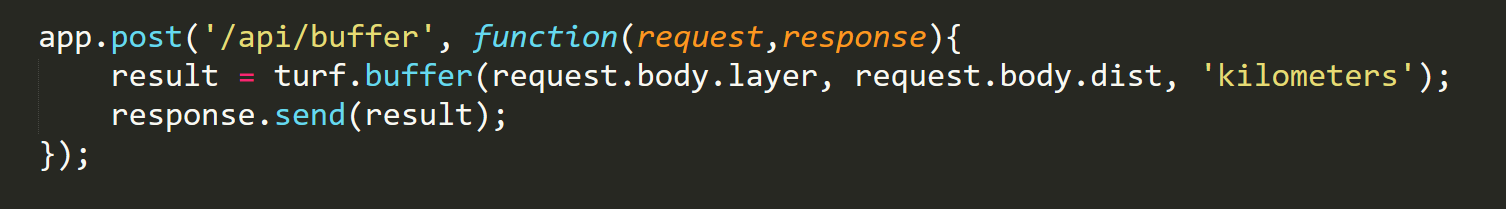 app.post('/api/buffer', function(request,response){
    result = turf.buffer(request.body.layer, request.body.dist, 'kilometers');
    response.send(result);
});